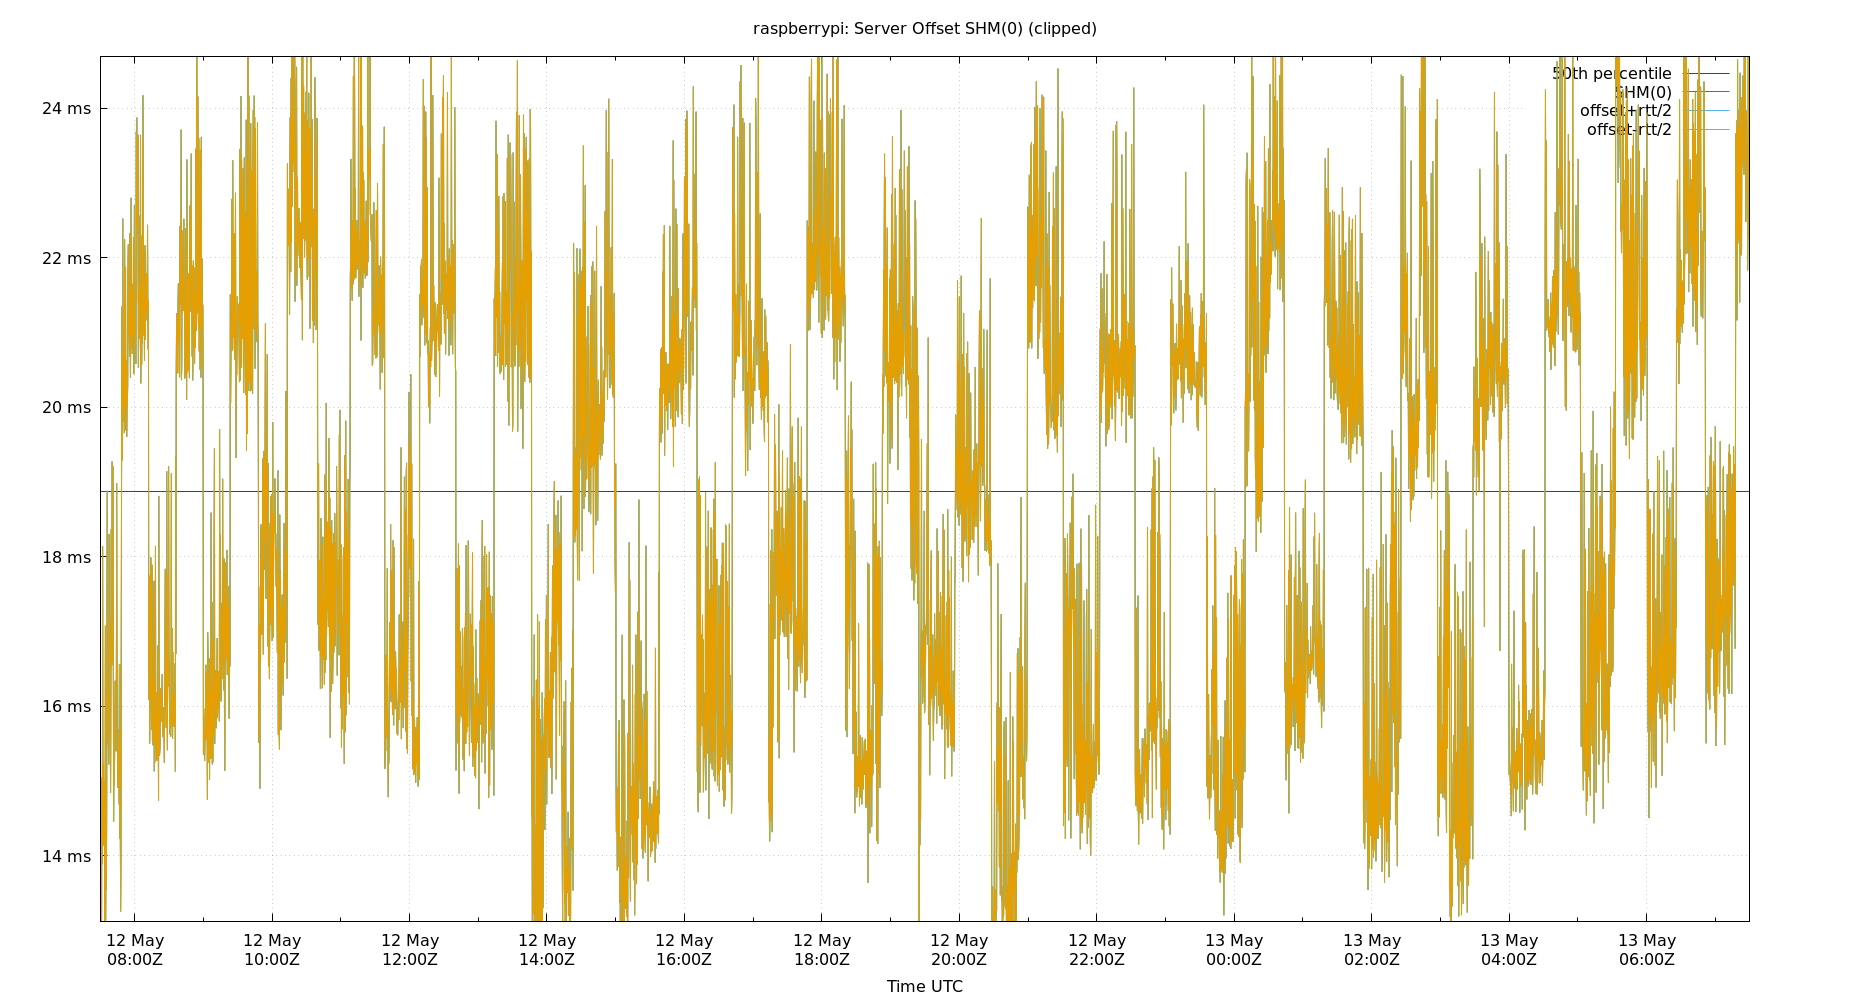 raspberrypi: Server Offset SHM(0) (clipped)
50th percentile
SHM(0)
offset+rtt/2
offset-rtt/2
24 ms
22 ms
20 ms
18 ms
16 ms
14 ms
12 May 12 May 12 May 12 May 12 May 12 May 12 May 12 May 13 May 13 May 13 May 13 May
08:00Z 10:00Z 12:00Z 14:00Z 16:00Z 18:00Z 20:00Z 22:00Z 00:00Z 02:00Z 04:00Z 06:00Z
Time UTC